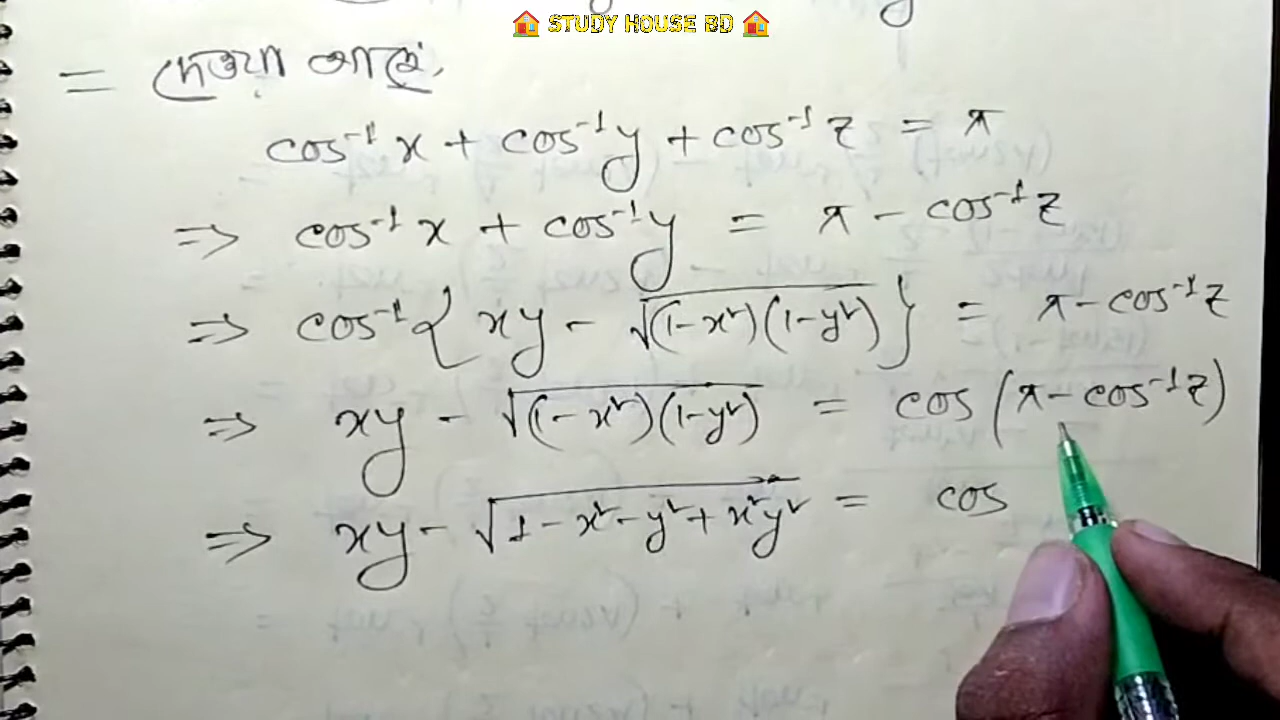 🏠 STUDY HOUSE BD 🏠
= দেওয়া আছে,
cos⁻¹x + cos⁻¹y + cos⁻¹z = π
⇒ cos⁻¹x + cos⁻¹y = π - cos⁻¹z
⇒ cos⁻¹{xy - √((1-x²)(1-y²))} = π - cos⁻¹z
⇒ xy - √((1-x²)(1-y²)) = cos(π - cos⁻¹z)
⇒ xy - √(1-x²-y²+x²y²) = cos